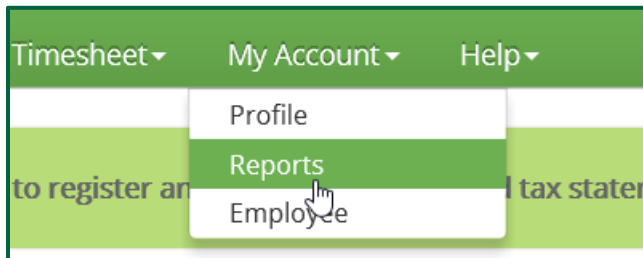 Timesheet My Account Help
Profile
Reports
to register an
d tax stater
Employee